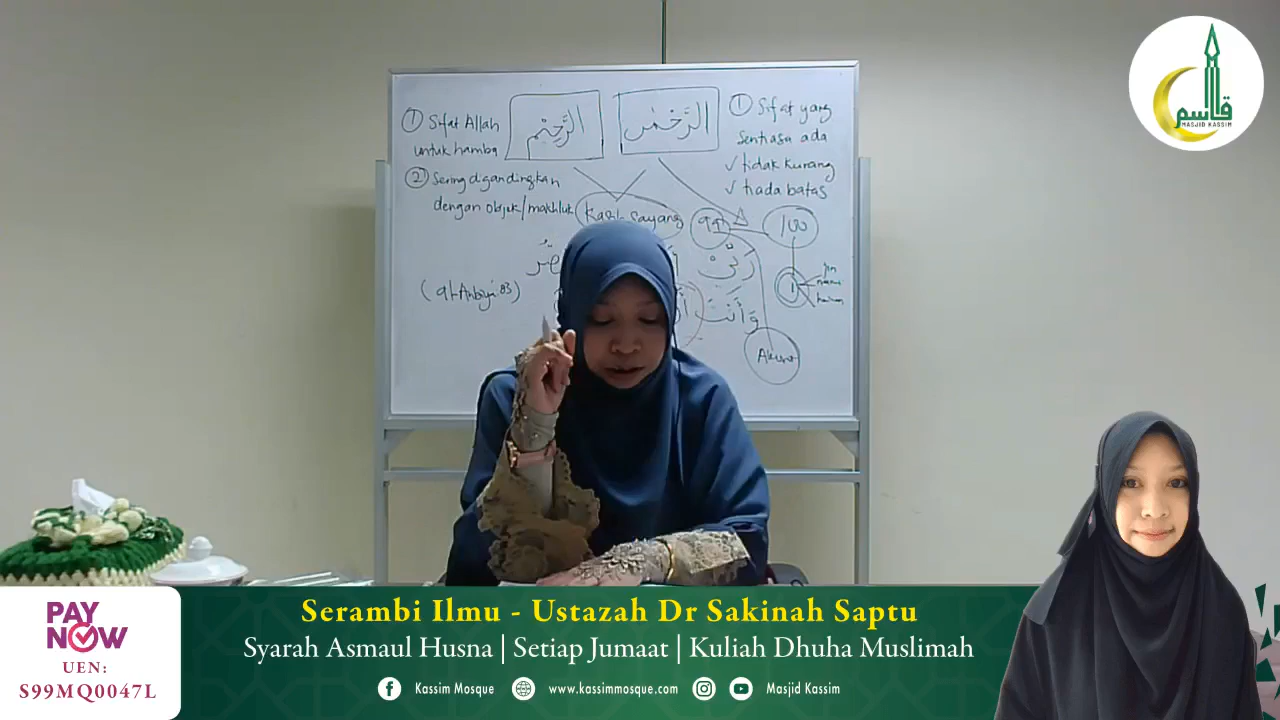 قاسم
MASJID KASSIM
① Sifat Allah
untuk hamba
الرَّحِيْم
الرَّحْمٰن
① Sifat yang
sentiasa ada
✓ tidak kurang
✓ tiada batas
② Sering digandingkan
dengan objek/makhluk
Kasih Sayang
99
100
رَبِّيْ
(al-Anbiya' 83)
1
وَأَنْتَ
PAY
NOW
UEN:
S99MQ0047L
Serambi Ilmu - Ustazah Dr Sakinah Saptu
Syarah Asmaul Husna | Setiap Jumaat | Kuliah Dhuha Muslimah
Kassim Mosque
www.kassimmosque.com
Masjid Kassim